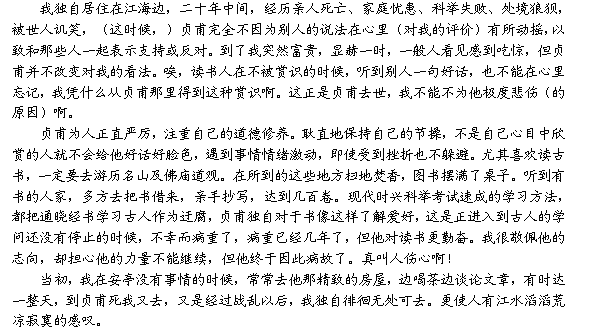 我独自居住在江海边，二十年中间，经历亲人死亡、家庭忧患、科举失败、处境狼狈，
被世人讥笑，（这时候，）贞甫完全不因为别人的说法在心里（对我的评价）有所动摇，以
致和那些人一起表示支持或反对。到了我突然富贵，显赫一时，一般人看见感到吃惊，但贞
甫并不改变对我的看法。唉，读书人在不被赏识的时候，听到别人一句好话，也不能在心里
忘记，我凭什么从贞甫那里得到这种赏识啊。这正是贞甫去世，我不能不为他极度悲伤（的
原因）啊。
贞甫为人正直严厉，注重自己的道德修养。耿直地保持自己的节操，不是自己心目中欣
赏的人就不会给他好话好脸色，遇到事情情绪激动，即使受到挫折也不躲避。尤其喜欢读古
书，一定要去游历名山及佛庙道观。在所到的这些地方扫地焚香，图书摆满了桌子。听到有
书的人家，多方去把书借来，亲手抄写，达到几百卷。现代时兴科举考试速成的学习方法，
都把通晓经书学习古人作为迂腐，贞甫独自对于书像这样了解爱好，这是正进入到古人的学
问还没有停止的时候，不幸而病重了，病重已经几年了，但他对读书更勤奋。我很敬佩他的
志向，却担心他的力量不能继续，但他终于因此病故了。真叫人伤心啊！
当初，我在安亭没有事情的时候，常常去他那精致的房屋，边喝茶边谈论文章，有时达
一整天，到贞甫死我又去，又是经过战乱以后，我独自徘徊无处可去。更使人有江水滔滔荒
凉寂寞的感叹。